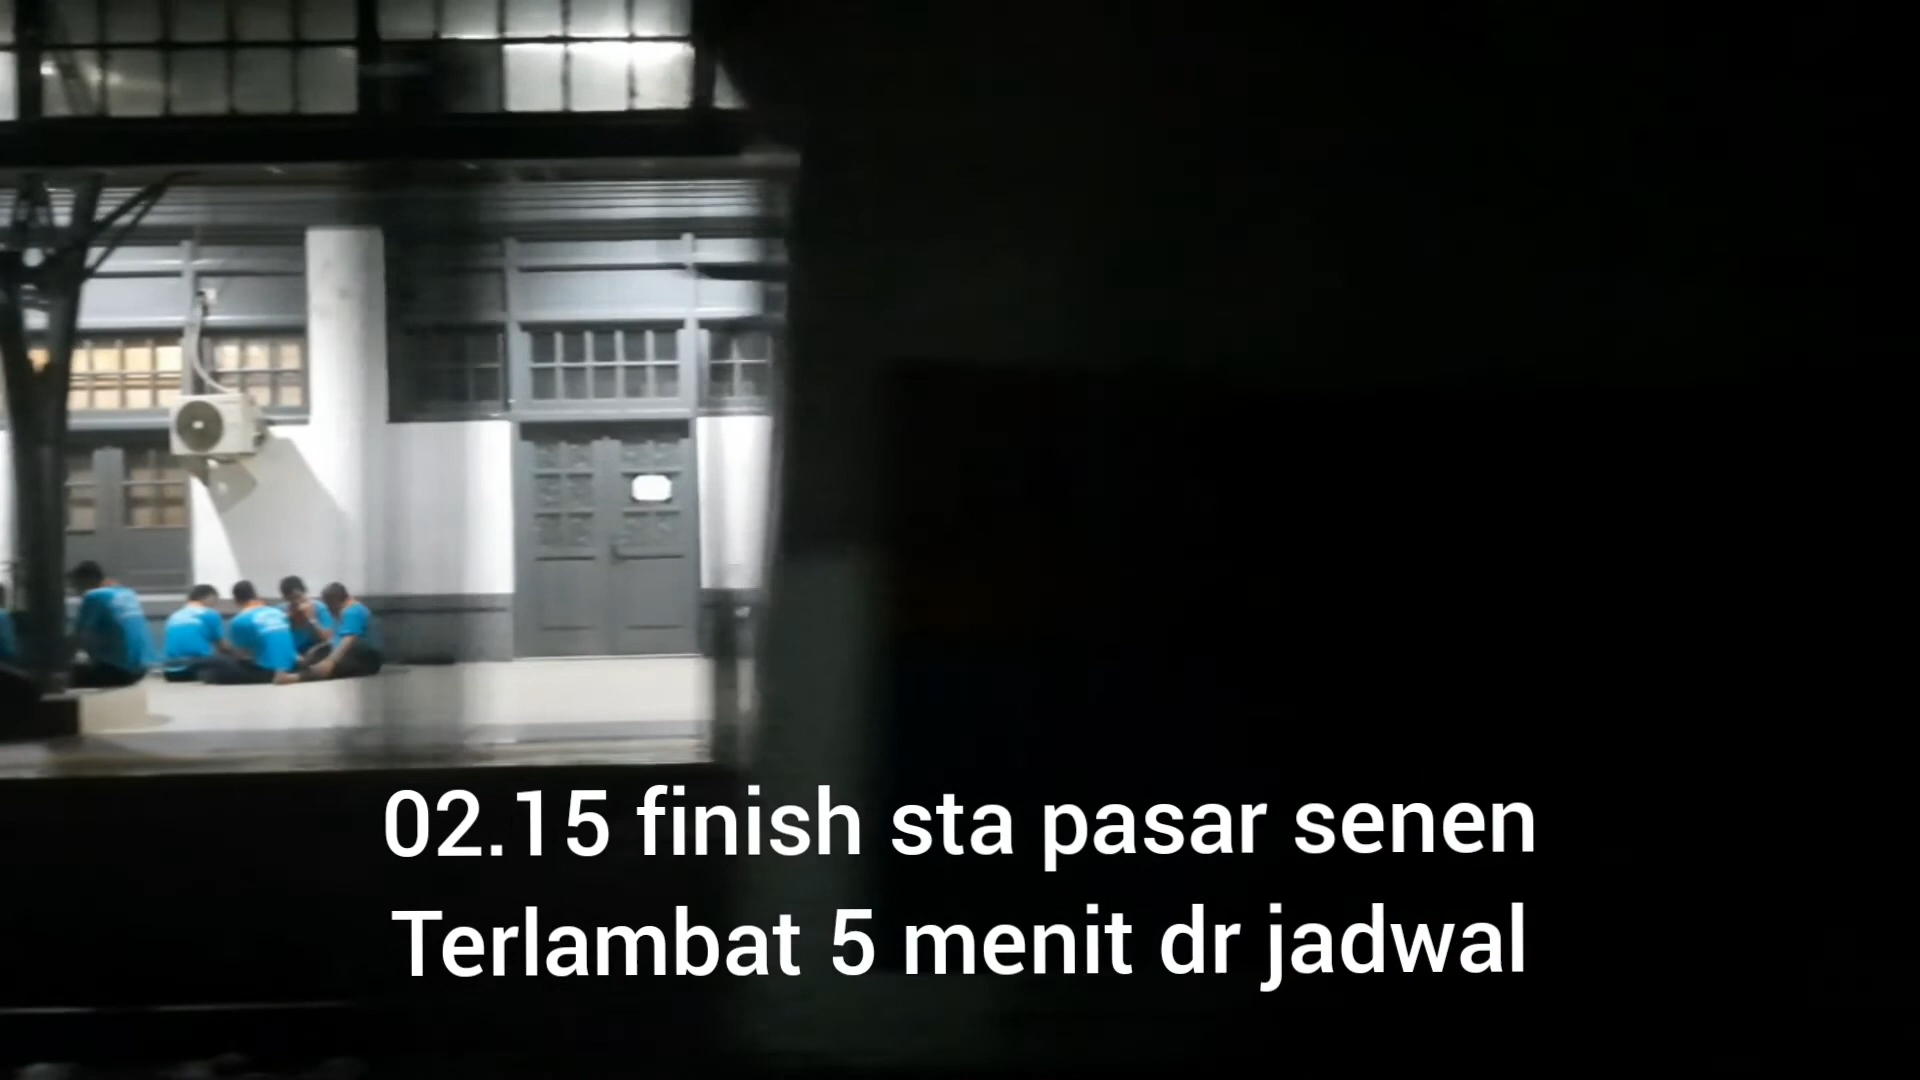 02.15 finish sta pasar senen
Terlambat 5 menit dr jadwal